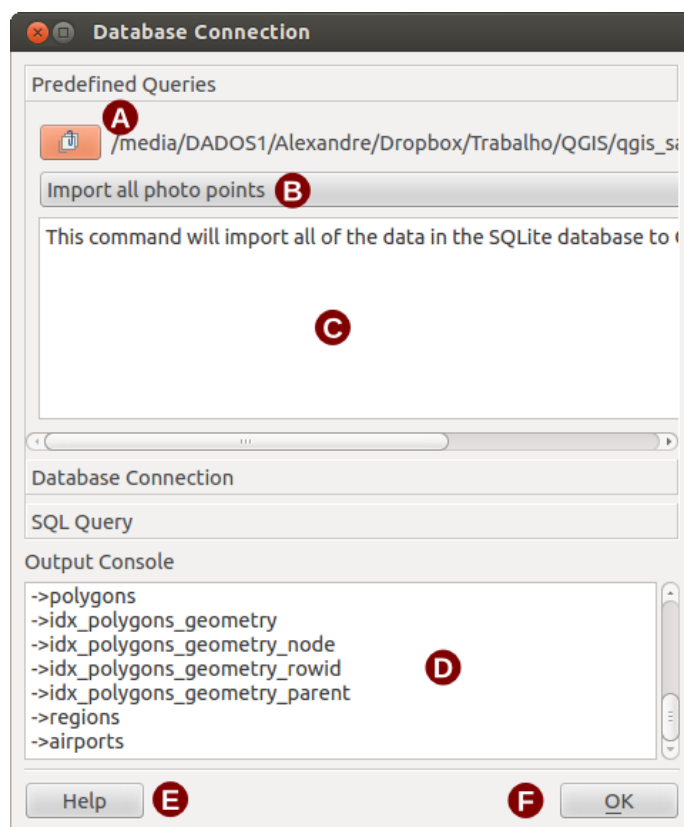 Database Connection
Predefined Queries
A
/media/DADOS1/Alexandre/Dropbox/Trabalho/QGIS/qgis_sa
Import all photo points B
This command will import all of the data in the SQLite database to
C
Database Connection
SQL Query
Output Console
->polygons
->idx_polygons_geometry
->idx_polygons_geometry_node
->idx_polygons_geometry_rowid
->idx_polygons_geometry_parent
->regions
->airports
D
Help E F OK